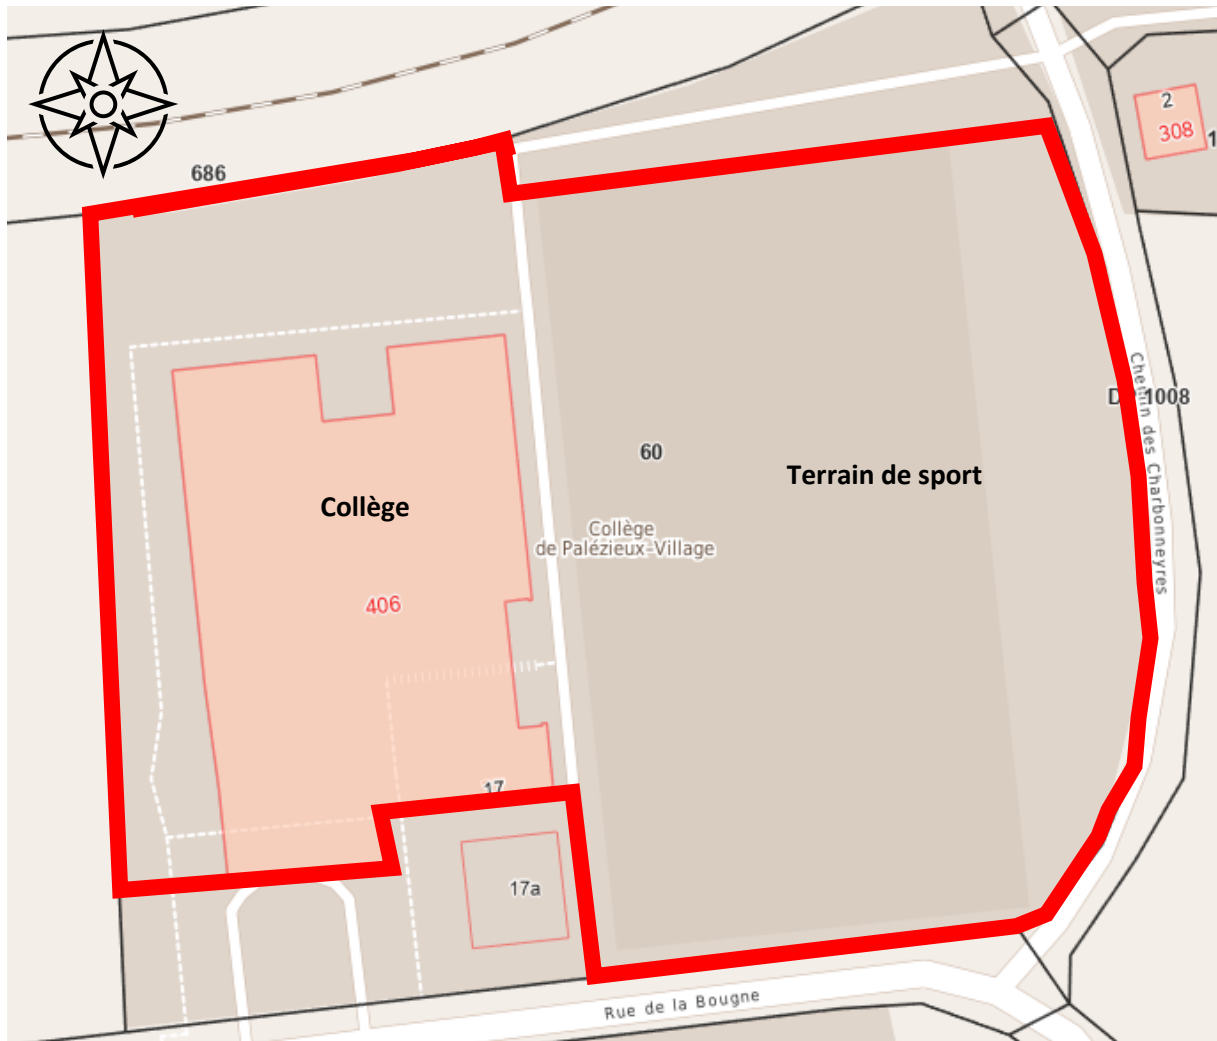 686
2
308
1
1008
Chemin des Charbonneyres
60
Terrain de sport
Collège
Collège
de Palézieux-Village
406
17
17a
Rue de la Bougne